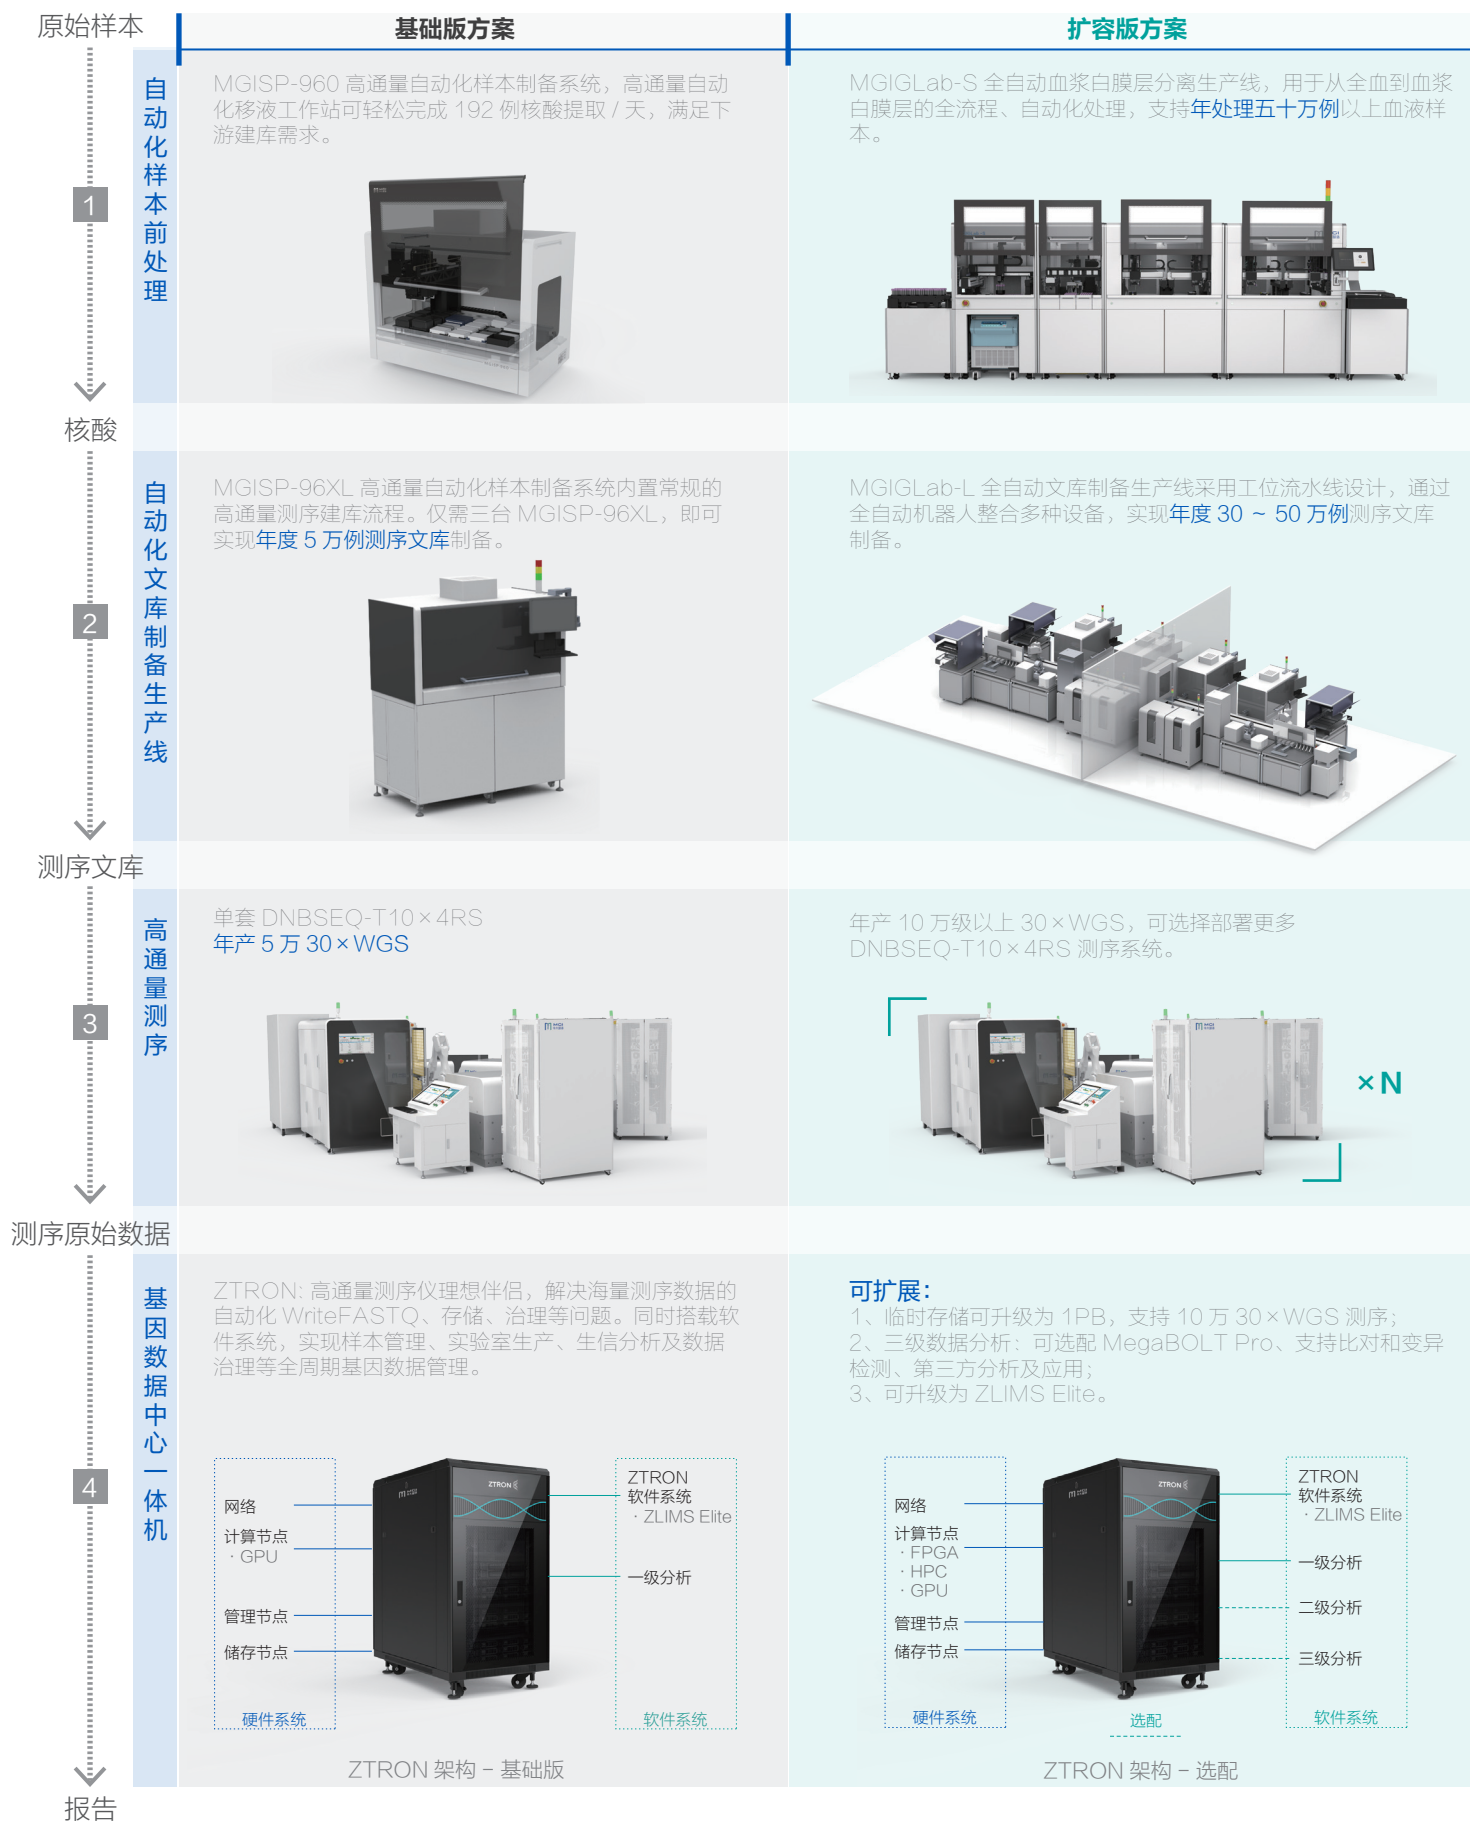 原始样本
基础版方案
扩容版方案
自动化样本前处理
MGISP-960 高通量自动化样本制备系统，高通量自动
化移液工作站可轻松完成 192 例核酸提取 / 天，满足下
游建库需求。
MGIGLab-S 全自动血浆白膜层分离生产线，用于从全血到血浆
白膜层的全流程、自动化处理，支持年处理五十万例以上血液样
本。
1
核酸
自动化文库制备生产线
MGISP-96XL 高通量自动化样本制备系统内置常规的
高通量测序建库流程。仅需三台 MGISP-96XL，即可
实现年度 5 万例测序文库制备。
MGIGLab-L 全自动文库制备生产线采用工位流水线设计，通过
全自动机器人整合多种设备，实现年度 30 ~ 50 万例测序文库
制备。
2
测序文库
高通量测序
单套 DNBSEQ-T10×4RS
年产 5 万 30×WGS
年产 10 万级以上 30×WGS，可选择部署更多
DNBSEQ-T10×4RS 测序系统。
3
MGI
×N
测序原始数据
基因数据中心一体机
ZTRON: 高通量测序仪理想伴侣，解决海量测序数据的
自动化 WriteFASTQ、存储、治理等问题。同时搭载软
件系统，实现样本管理、实验室生产、生信分析及数据
治理等全周期基因数据管理。
可扩展：
1、临时存储可升级为 1PB，支持 10 万 30×WGS 测序；
2、三级数据分析：可选配 MegaBOLT Pro、支持比对和变异
检测、第三方分析及应用；
3、可升级为 ZLIMS Elite。
4
网络
计算节点
· GPU
管理节点
储存节点
硬件系统
ZTRON
ZTRON
软件系统
· ZLIMS Elite
一级分析
软件系统
ZTRON 架构 – 基础版
网络
计算节点
· FPGA
· HPC
· GPU
管理节点
储存节点
硬件系统
ZTRON
选配
ZTRON
软件系统
· ZLIMS Elite
一级分析
二级分析
三级分析
软件系统
ZTRON 架构 – 选配
报告